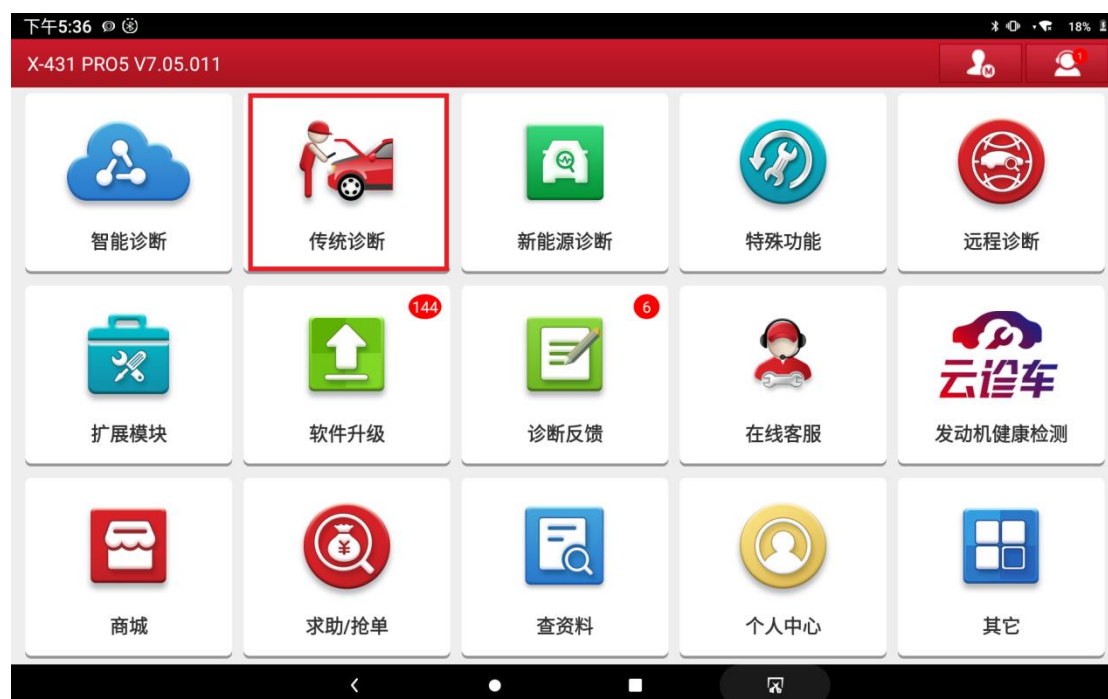 下午5:36
18%
X-431 PRO5 V7.05.011
M
1
智能诊断
传统诊断
新能源诊断
特殊功能
远程诊断
144
6
云诊车
扩展模块
软件升级
诊断反馈
在线客服
发动机健康检测
¥
商城
求助/抢单
查资料
个人中心
其它